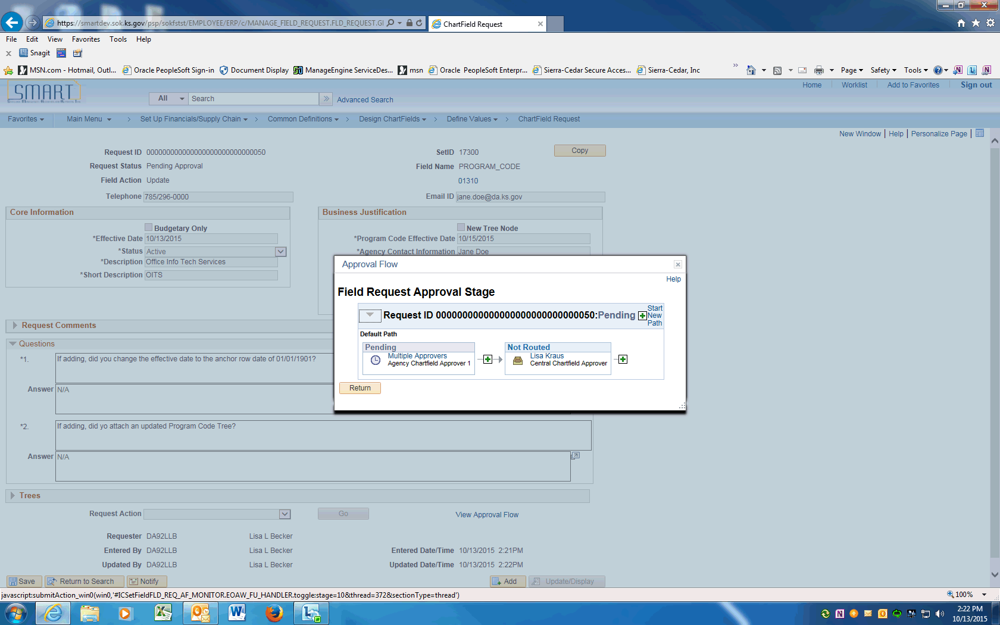 https://smartdev.sok.ks.gov/psp/sokfstst/EMPLOYEE/ERP/c/MANAGE_FIELD_REQUEST.FLD_REQUEST.GI
ChartField Request
File Edit View Favorites Tools Help
x Snagit
MSN.com - Hotmail, Outl... Oracle PeopleSoft Sign-in Document Display ManageEngine ServiceDes... msn Oracle PeopleSoft Enterpr... Sierra-Cedar Secure Acces... Sierra-Cedar, Inc » Page Safety Tools
SMART
Home Worklist Add to Favorites Sign out
All Search » Advanced Search
Favorites Main Menu > Set Up Financials/Supply Chain > Common Definitions > Design ChartFields > Define Values > ChartField Request
New Window | Help | Personalize Page |
Request ID 0000000000000000000000000000050 SetID 17300 Copy
Request Status Pending Approval Field Name PROGRAM_CODE
Field Action Update 01310
Telephone 785/296-0000 Email ID jane.doe@da.ks.gov
Core Information Business Justification
Budgetary Only New Tree Node
*Effective Date 10/13/2015 *Program Code Effective Date 10/15/2015
*Status Active *Agency Contact Information Jane Doe
*Description Office Info Tech Services
*Short Description OITS
Approval Flow
Help
Field Request Approval Stage
Request ID 0000000000000000000000000000050:Pending Start New Path
Default Path
Pending Not Routed
Multiple Approvers Lisa Kraus
Agency Chartfield Approver 1 Central Chartfield Approver
Return
Request Comments
Questions
*1. If adding, did you change the effective date to the anchor row date of 01/01/1901?
Answer N/A
*2. If adding, did yo attach an updated Program Code Tree?
Answer N/A
Trees
Request Action Go View Approval Flow
Requester DA92LLB Lisa L Becker
Entered By DA92LLB Lisa L Becker Entered Date/Time 10/13/2015 2:21PM
Updated By DA92LLB Lisa L Becker Updated Date/Time 10/13/2015 2:22PM
Save Return to Search Notify Add Update/Display
javascript:submitAction_win0(win0,'#ICSetFieldFLD_REQ_AF_MONITOR.EOAW_FU_HANDLER.toggle:stage=10&thread=372&sectionType=thread')
100%
2:22 PM
10/13/2015